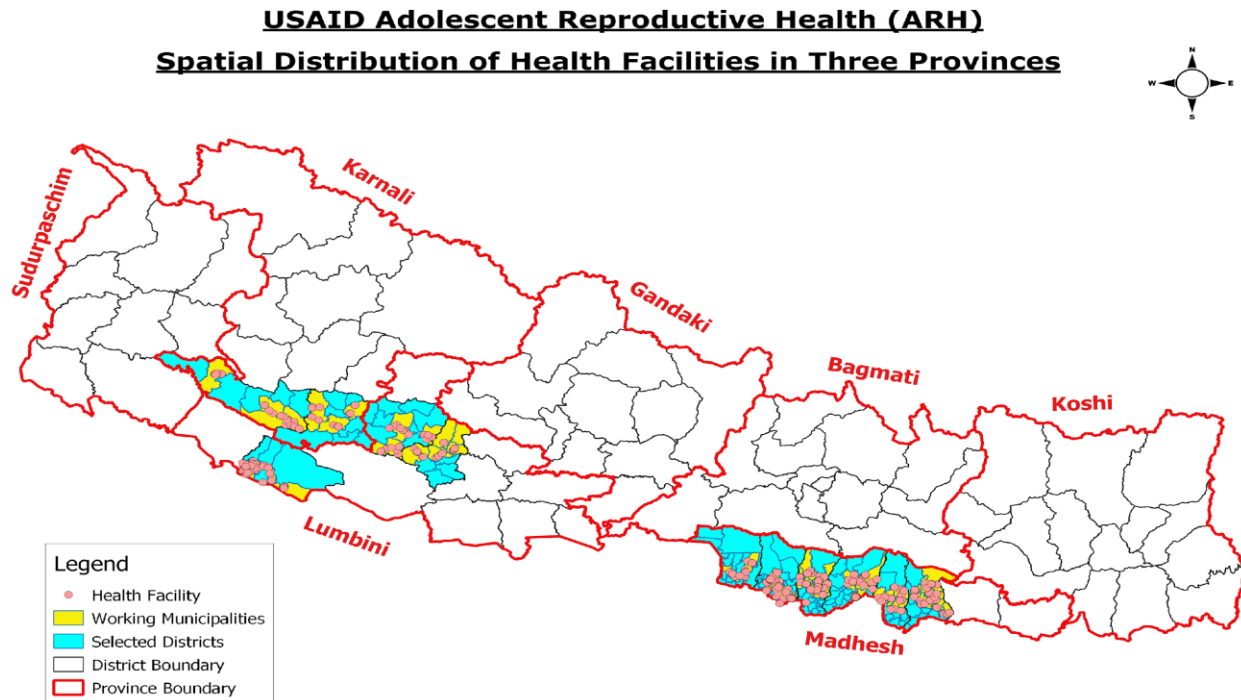 USAID Adolescent Reproductive Health (ARH)
Spatial Distribution of Health Facilities in Three Provinces
N
W
E
S
Karnali
Sudurpaschim
Gandaki
Bagmati
Koshi
Lumbini
Madhesh
Legend
Health Facility
Working Municipalities
Selected Districts
District Boundary
Province Boundary